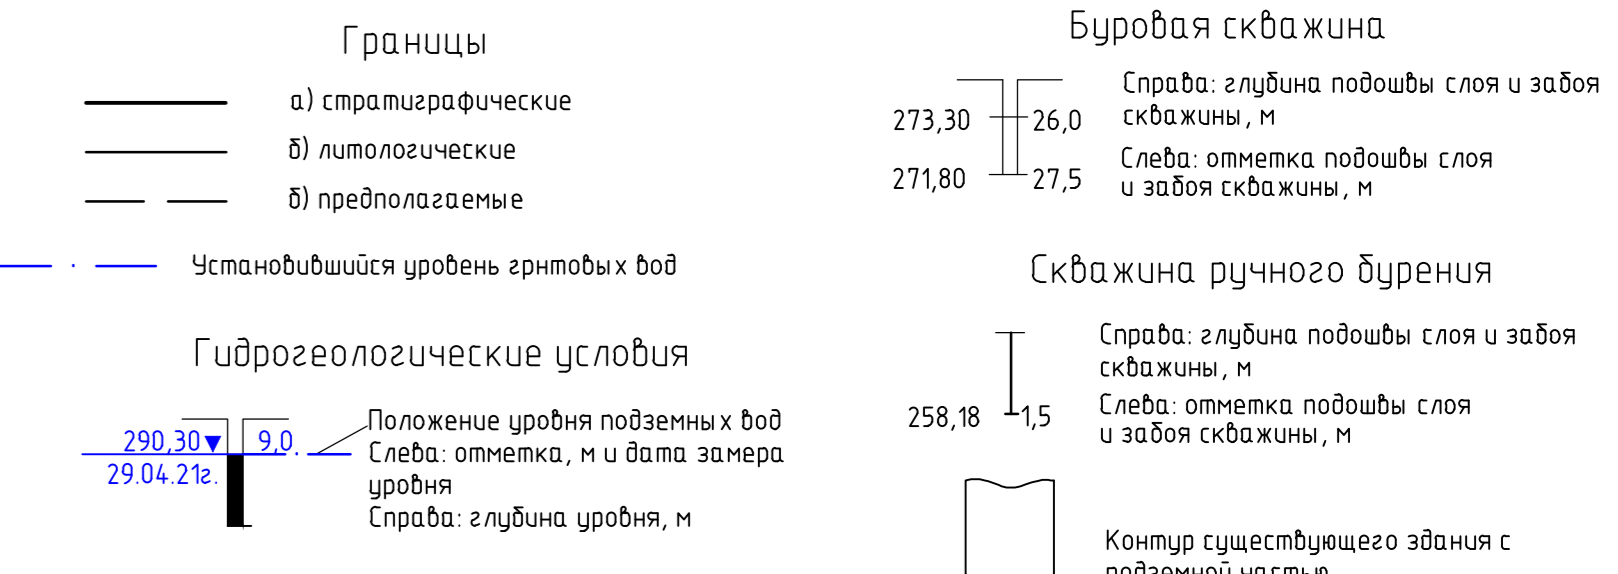 Границы
а) стратиграфические
б) литологические
б) предполагаемые
Установившийся уровень грнтовых вод
Гидрогеологические условия
290,30
9,0
29.04.21г.
Положение уровня подземных вод
Слева: отметка, м и дата замера
уровня
Справа: глубина уровня, м
Буровая скважина
273,30
26,0
271,80
27,5
Справа: глубина подошвы слоя и забоя
скважины, м
Слева: отметка подошвы слоя
и забоя скважины, м
Скважина ручного бурения
258,18
1,5
Справа: глубина подошвы слоя и забоя
скважины, м
Слева: отметка подошвы слоя
и забоя скважины, м
Контур существующего здания с
подземной частью